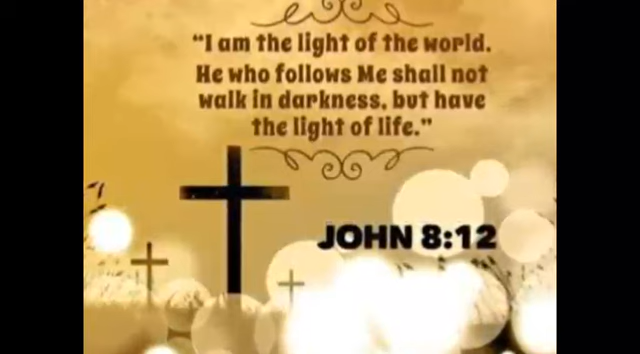 “I am the light of the world.
He who follows Me shall not
walk in darkness, but have
the light of life.”
JOHN 8:12